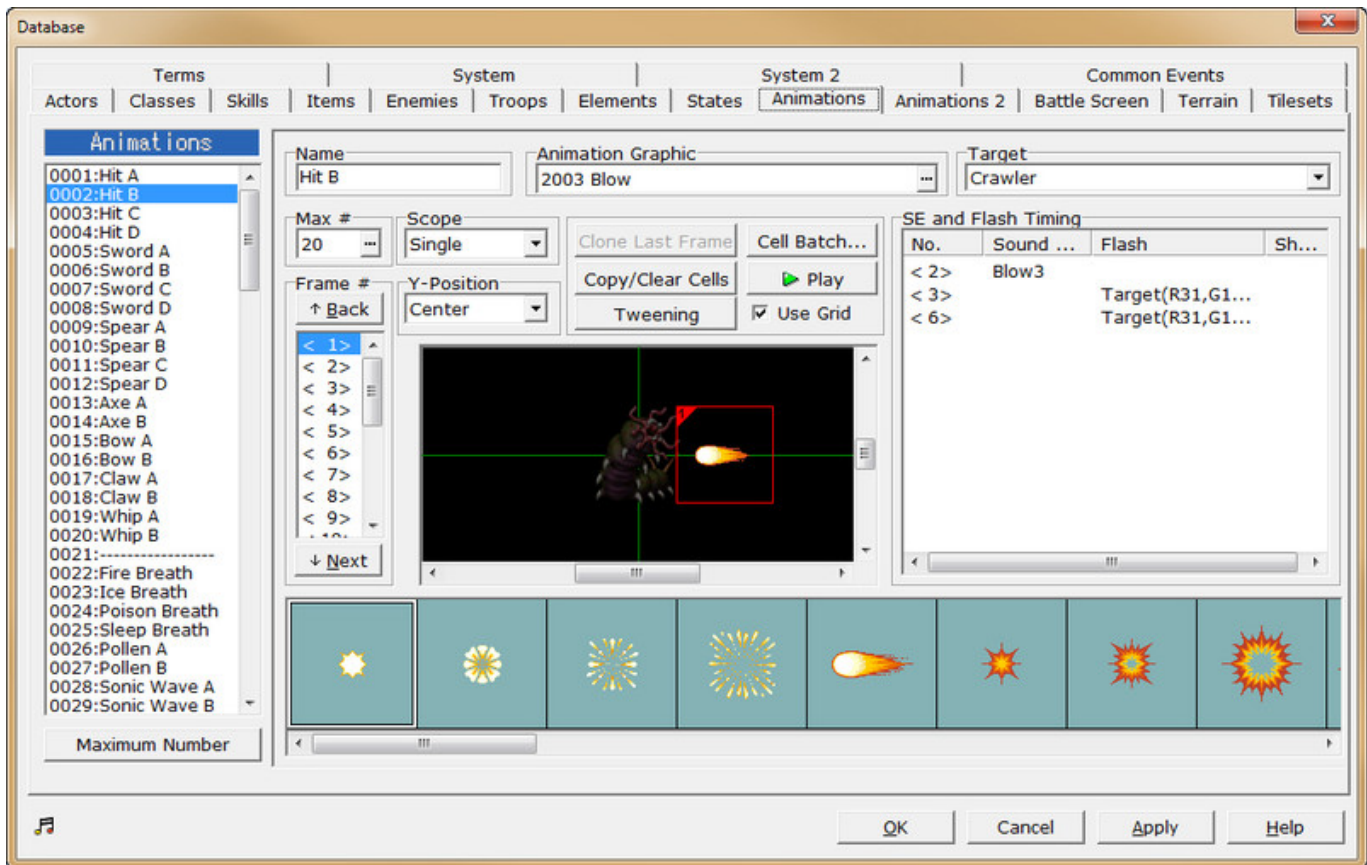 Database
Terms System System 2 Common Events
Actors Classes Skills Items Enemies Troops Elements States Animations Animations 2 Battle Screen Terrain Tilesets
Animations
0001:Hit A
0002:Hit B
0003:Hit C
0004:Hit D
0005:Sword A
0006:Sword B
0007:Sword C
0008:Sword D
0009:Spear A
0010:Spear B
0011:Spear C
0012:Spear D
0013:Axe A
0014:Axe B
0015:Bow A
0016:Bow B
0017:Claw A
0018:Claw B
0019:Whip A
0020:Whip B
0021:-----------------
0022:Fire Breath
0023:Ice Breath
0024:Poison Breath
0025:Sleep Breath
0026:Pollen A
0027:Pollen B
0028:Sonic Wave A
0029:Sonic Wave B
Maximum Number
Name
Hit B
Animation Graphic
2003 Blow ...
Target
Crawler
Max #
20 ...
Scope
Single
Frame #
↑ Back
Y-Position
Center
Clone Last Frame Cell Batch...
Copy/Clear Cells Play
Tweening Use Grid
SE and Flash Timing
No. Sound ... Flash Sh...
< 2> Blow3
< 3> Target(R31,G1...
< 6> Target(R31,G1...
< 1>
< 2>
< 3>
< 4>
< 5>
< 6>
< 7>
< 8>
< 9>
↓ Next
1
OK Cancel Apply Help